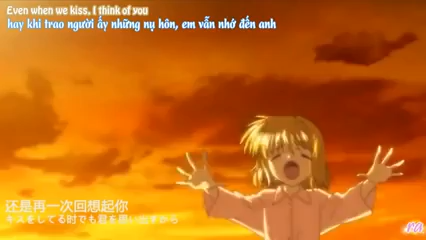 Even when we kiss, I think of you
hay khi trao người ấy những nụ hôn, em vẫn nhớ đến anh
还是再一次回想起你
キスをしてる时でも君を思い出すから